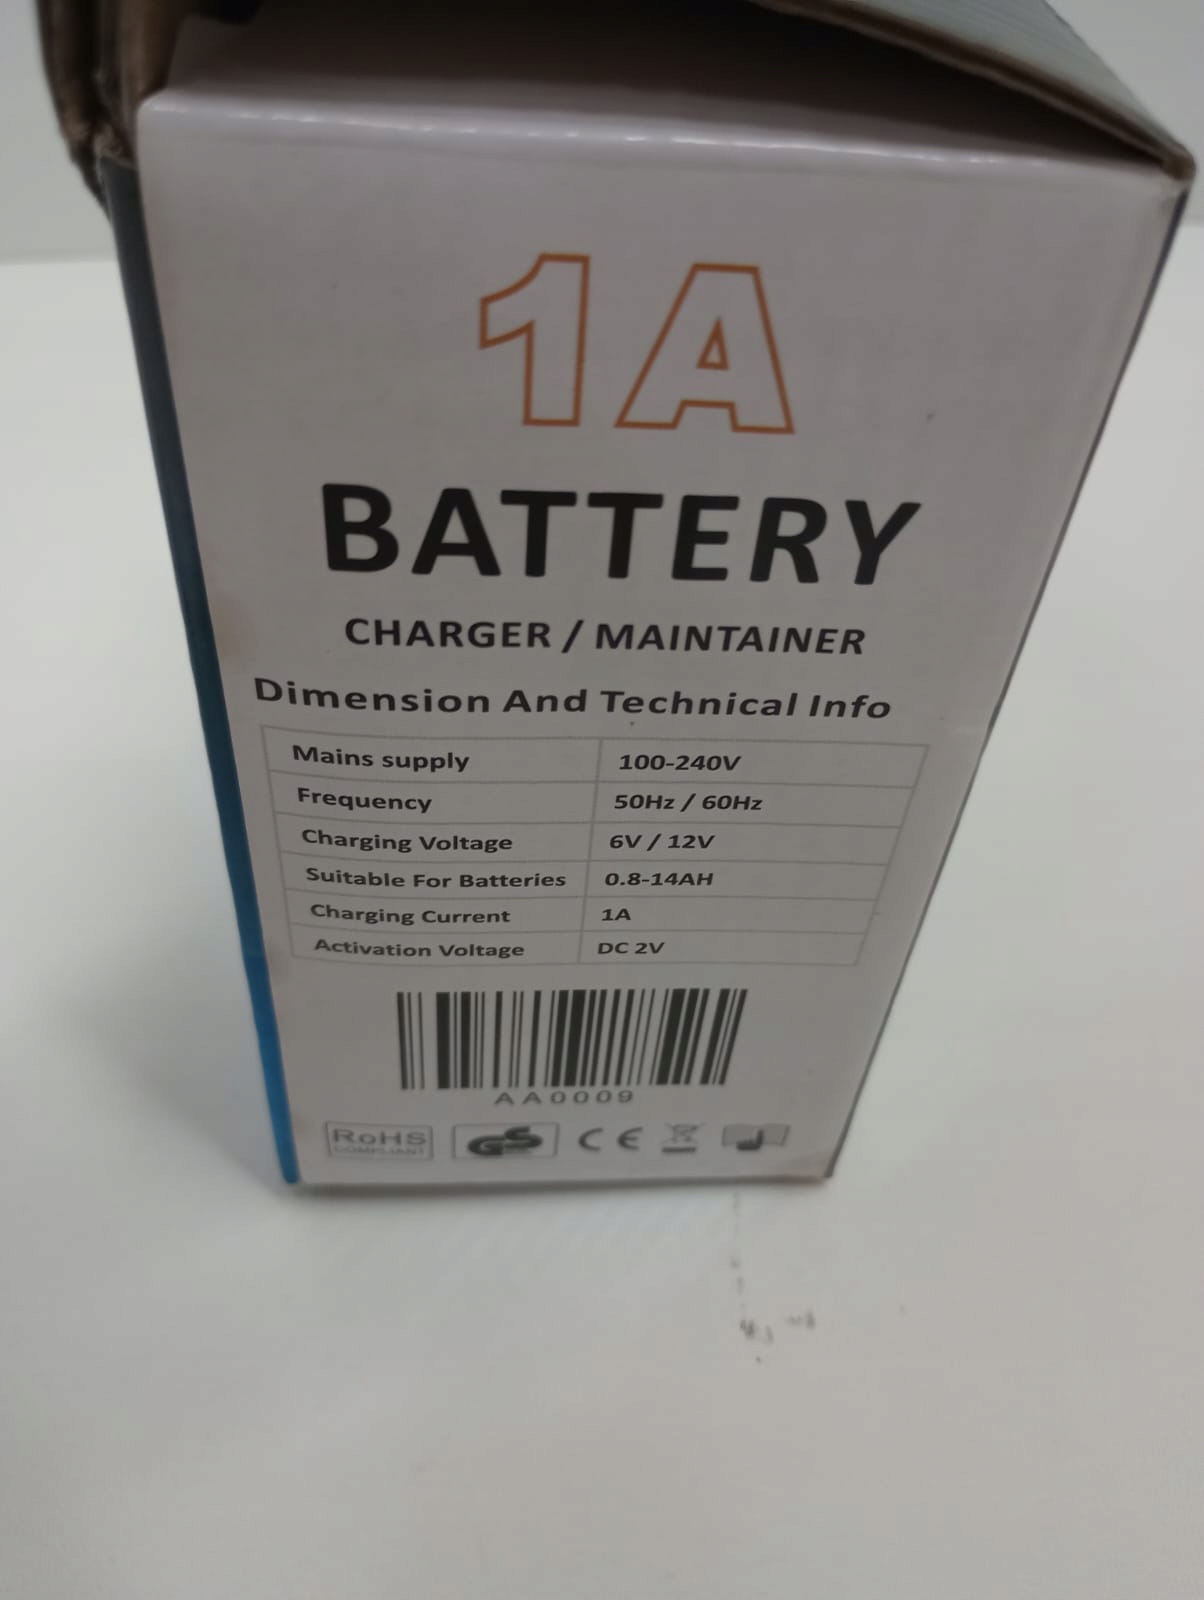 1A
BATTERY
CHARGER / MAINTAINER
Dimension And Technical Info
Mains supply 100-240V
Frequency 50Hz / 60Hz
Charging Voltage 6V / 12V
Suitable For Batteries 0.8-14AH
Charging Current 1A
Activation Voltage DC 2V
AA0009
RoHS
COMPLIANT
GS
CE